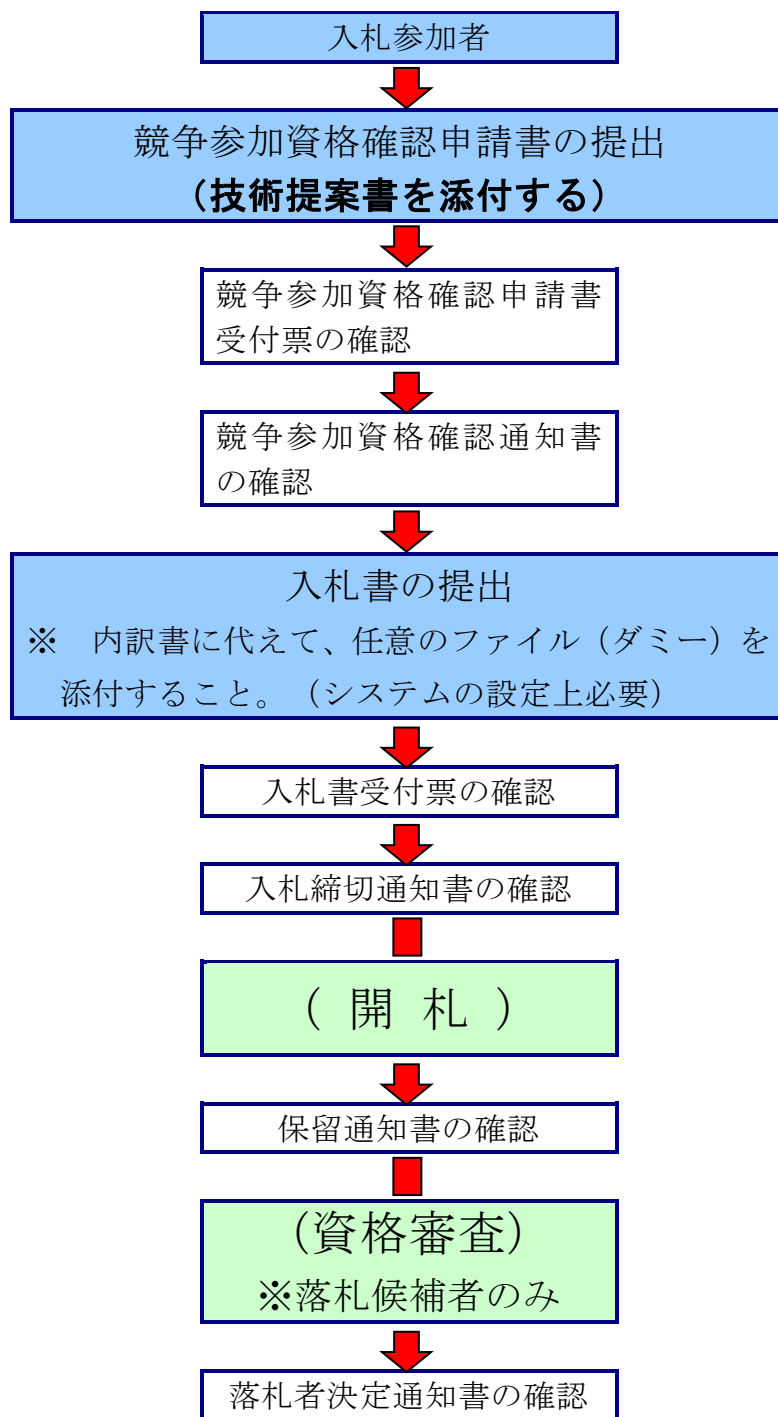 入札参加者
競争参加資格確認申請書の提出
（技術提案書を添付する）
競争参加資格確認申請書
受付票の確認
競争参加資格確認通知書
の確認
入札書の提出
※　内訳書に代えて、任意のファイル（ダミー）を
添付すること。（システムの設定上必要）
入札書受付票の確認
入札締切通知書の確認
（ 開 札 ）
保留通知書の確認
（資格審査）
※落札候補者のみ
落札者決定通知書の確認